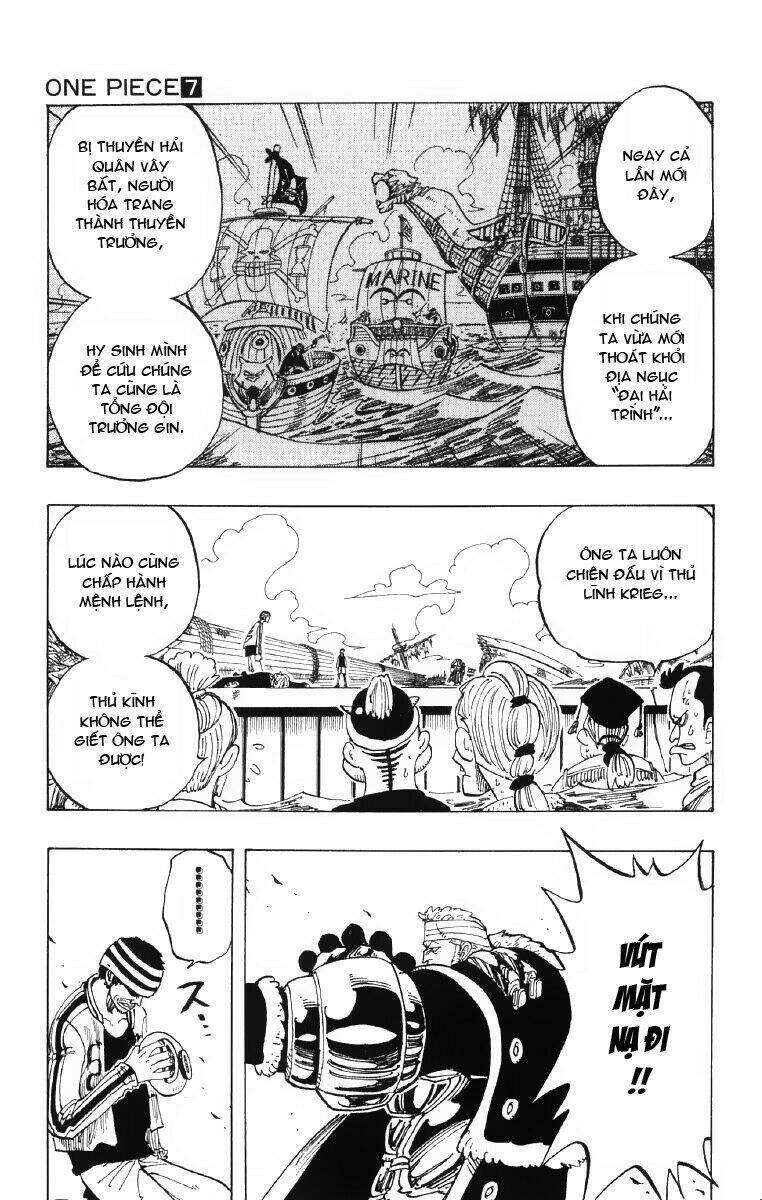 ONE PIECE 7
NGAY CẢ
LẦN MỚI
ĐÂY,
KHI CHÚNG
TA VỪA MỚI
THOÁT KHỎI
ĐỊA NGỤC
"ĐẠI HẢI
TRÌNH"...
MARINE
BỊ THUYỀN HẢI
QUÂN VÂY
BẮT, NGƯỜI
HÓA TRANG
THÀNH THUYỀN
TRƯỞNG,
HY SINH MÌNH
ĐỂ CỨU CHÚNG
TA CŨNG LÀ
TỔNG ĐỘI
TRƯỞNG GIN.
ÔNG TA LUÔN
CHIẾN ĐẤU VÌ THỦ
LĨNH KRIEG...
LÚC NÀO CŨNG
CHẤP HÀNH
MỆNH LỆNH,
THỦ KĨNH
KHÔNG THỂ
GIẾT ÔNG TA
ĐƯỢC!
VỨT
MẶT
NẠ ĐI
!!
.........
ス..